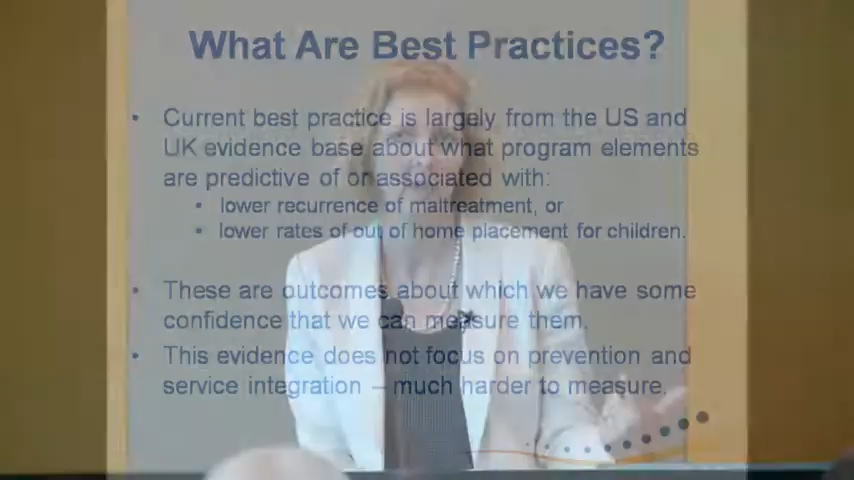 What Are Best Practices?
• Current best practice is largely from the US and
UK evidence base about what program elements
are predictive of or associated with:
• lower recurrence of maltreatment, or
• lower rates of out of home placement for children.
• These are outcomes about which we have some
confidence that we can measure them.
• This evidence does not focus on prevention and
service integration – much harder to measure.